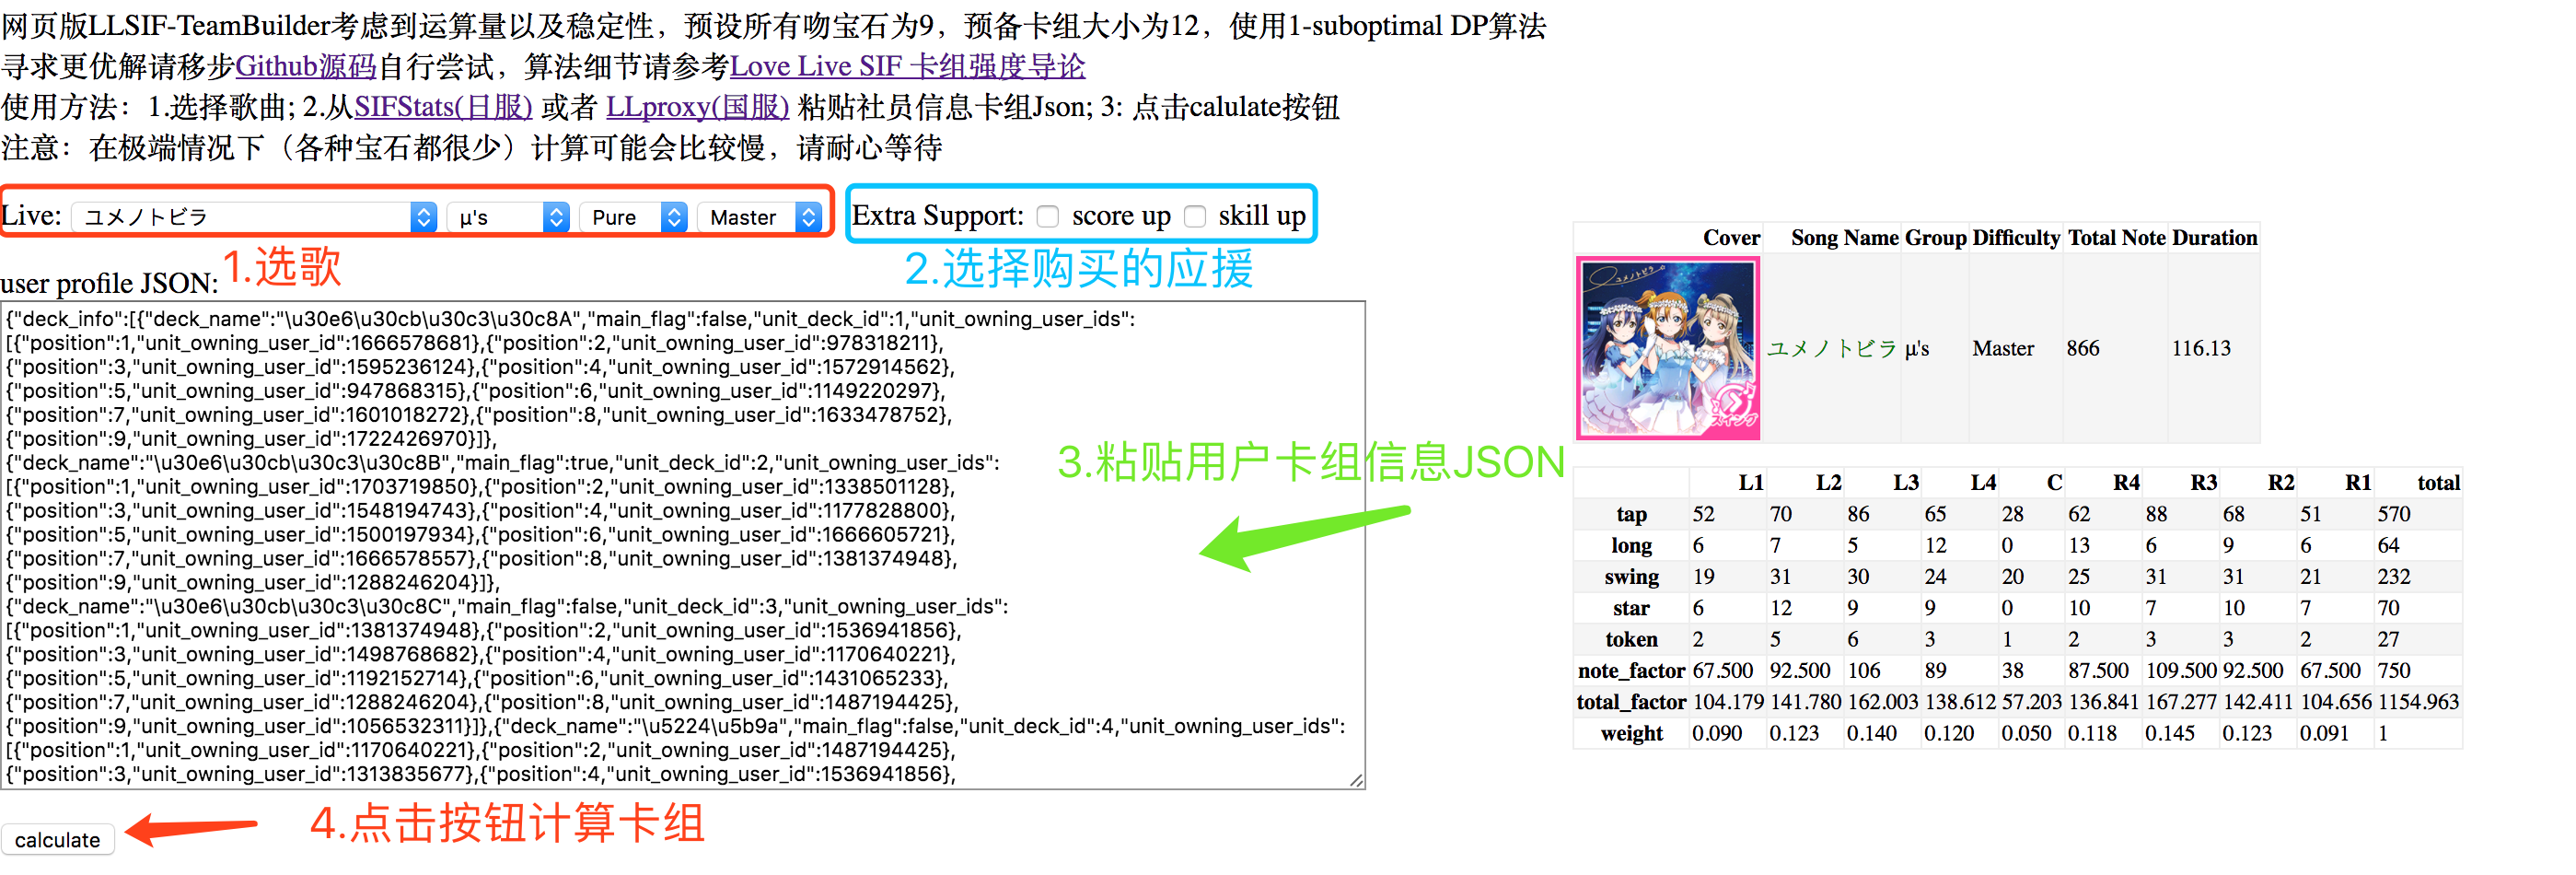 网页版LLSIF-TeamBuilder考虑到运算量以及稳定性，预设所有吻宝石为9，预备卡组大小为12，使用1-suboptimal DP算法
寻求更优解请移步Github源码自行尝试，算法细节请参考Love Live SIF 卡组强度导论
使用方法：1.选择歌曲; 2.从SIFStats(日服) 或者 LLproxy(国服) 粘贴社员信息卡组Json; 3: 点击calulate按钮
注意：在极端情况下（各种宝石都很少）计算可能会比较慢，请耐心等待
Live: ユメノトビラ μ's Pure Master Extra Support: score up skill up
1.选歌
2.选择购买的应援
user profile JSON:
{"deck_info":[{"deck_name":"\u30e6\u30cb\u30c3\u30c8A","main_flag":false,"unit_deck_id":1,"unit_owning_user_ids":
[{"position":1,"unit_owning_user_id":1666578681},{"position":2,"unit_owning_user_id":978318211},
{"position":3,"unit_owning_user_id":1595236124},{"position":4,"unit_owning_user_id":1572914562},
{"position":5,"unit_owning_user_id":947868315},{"position":6,"unit_owning_user_id":1149220297},
{"position":7,"unit_owning_user_id":1601018272},{"position":8,"unit_owning_user_id":1633478752},
{"position":9,"unit_owning_user_id":1722426970}]},
{"deck_name":"\u30e6\u30cb\u30c3\u30c8B","main_flag":true,"unit_deck_id":2,"unit_owning_user_ids":
[{"position":1,"unit_owning_user_id":1703719850},{"position":2,"unit_owning_user_id":1338501128},
{"position":3,"unit_owning_user_id":1548194743},{"position":4,"unit_owning_user_id":1177828800},
{"position":5,"unit_owning_user_id":1500197934},{"position":6,"unit_owning_user_id":1666605721},
{"position":7,"unit_owning_user_id":1666578557},{"position":8,"unit_owning_user_id":1381374948},
{"position":9,"unit_owning_user_id":1288246204}]},
{"deck_name":"\u30e6\u30cb\u30c3\u30c8C","main_flag":false,"unit_deck_id":3,"unit_owning_user_ids":
[{"position":1,"unit_owning_user_id":1381374948},{"position":2,"unit_owning_user_id":1536941856},
{"position":3,"unit_owning_user_id":1498768682},{"position":4,"unit_owning_user_id":1170640221},
{"position":5,"unit_owning_user_id":1192152714},{"position":6,"unit_owning_user_id":1431065233},
{"position":7,"unit_owning_user_id":1288246204},{"position":8,"unit_owning_user_id":1487194425},
{"position":9,"unit_owning_user_id":1056532311}]},{"deck_name":"\u5224\u5b9a","main_flag":false,"unit_deck_id":4,"unit_owning_user_ids":
[{"position":1,"unit_owning_user_id":1170640221},{"position":2,"unit_owning_user_id":1487194425},
{"position":3,"unit_owning_user_id":1313835677},{"position":4,"unit_owning_user_id":1536941856},
3.粘贴用户卡组信息JSON
calculate
4.点击按钮计算卡组
Cover Song Name Group Difficulty Total Note Duration
ユメノトビラ
スイング
ユメノトビラ μ's Master 866 116.13
L1 L2 L3 L4 C R4 R3 R2 R1 total
tap 52 70 86 65 28 62 88 68 51 570
long 6 7 5 12 0 13 6 9 6 64
swing 19 31 30 24 20 25 31 31 21 232
star 6 12 9 9 0 10 7 10 7 70
token 2 5 6 3 1 2 3 3 2 27
note_factor 67.500 92.500 106 89 38 87.500 109.500 92.500 67.500 750
total_factor 104.179 141.780 162.003 138.612 57.203 136.841 167.277 142.411 104.656 1154.963
weight 0.090 0.123 0.140 0.120 0.050 0.118 0.145 0.123 0.091 1